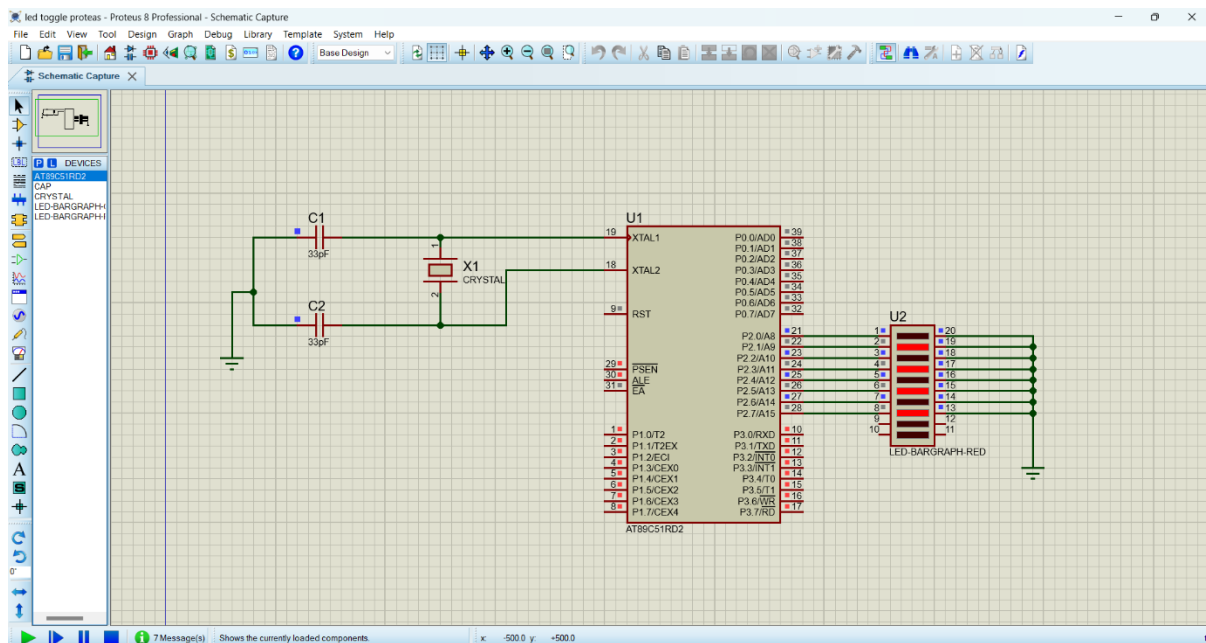 led toggle proteas - Proteus 8 Professional - Schematic Capture
File Edit View Tool Design Graph Debug Library Template System Help
Base Design
Schematic Capture
P L DEVICES
AT89C51RD2
CAP
CRYSTAL
LED-BARGRAPH-
LED-BARGRAPH-
C1
33pF
X1
CRYSTAL
1
2
C2
33pF
U1
19 XTAL1
18 XTAL2
9 RST
29 PSEN
30 ALE
31 EA
1 P1.0/T2
2 P1.1/T2EX
3 P1.2/ECI
4 P1.3/CEX0
5 P1.4/CEX1
6 P1.5/CEX2
7 P1.6/CEX3
8 P1.7/CEX4
P0.0/AD0 39
P0.1/AD1 38
P0.2/AD2 37
P0.3/AD3 36
P0.4/AD4 35
P0.5/AD5 34
P0.6/AD6 33
P0.7/AD7 32
P2.0/A8 21
P2.1/A9 22
P2.2/A10 23
P2.3/A11 24
P2.4/A12 25
P2.5/A13 26
P2.6/A14 27
P2.7/A15 28
P3.0/RXD 10
P3.1/TXD 11
P3.2/INT0 12
P3.3/INT1 13
P3.4/T0 14
P3.5/T1 15
P3.6/WR 16
P3.7/RD 17
AT89C51RD2
U2
1 20
2 19
3 18
4 17
5 16
6 15
7 14
8 13
9 12
10 11
LED-BARGRAPH-RED
A
S
0°
7 Message(s) Shows the currently loaded components. x: -500.0 y: +500.0